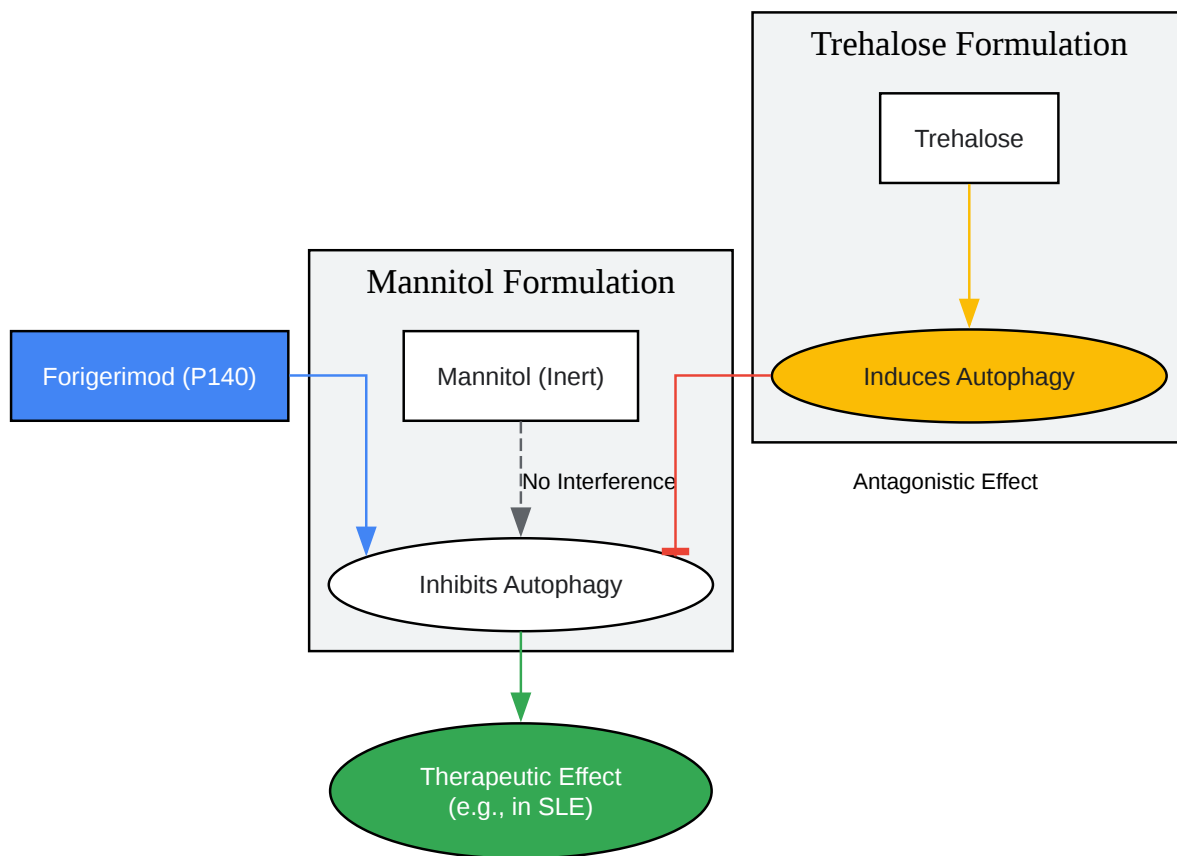 Trehalose Formulation
Trehalose
Mannitol Formulation
Forigerimod (P140)
Mannitol (Inert)
Induces Autophagy
No Interference
Antagonistic Effect
Inhibits Autophagy
Therapeutic Effect
(e.g., in SLE)